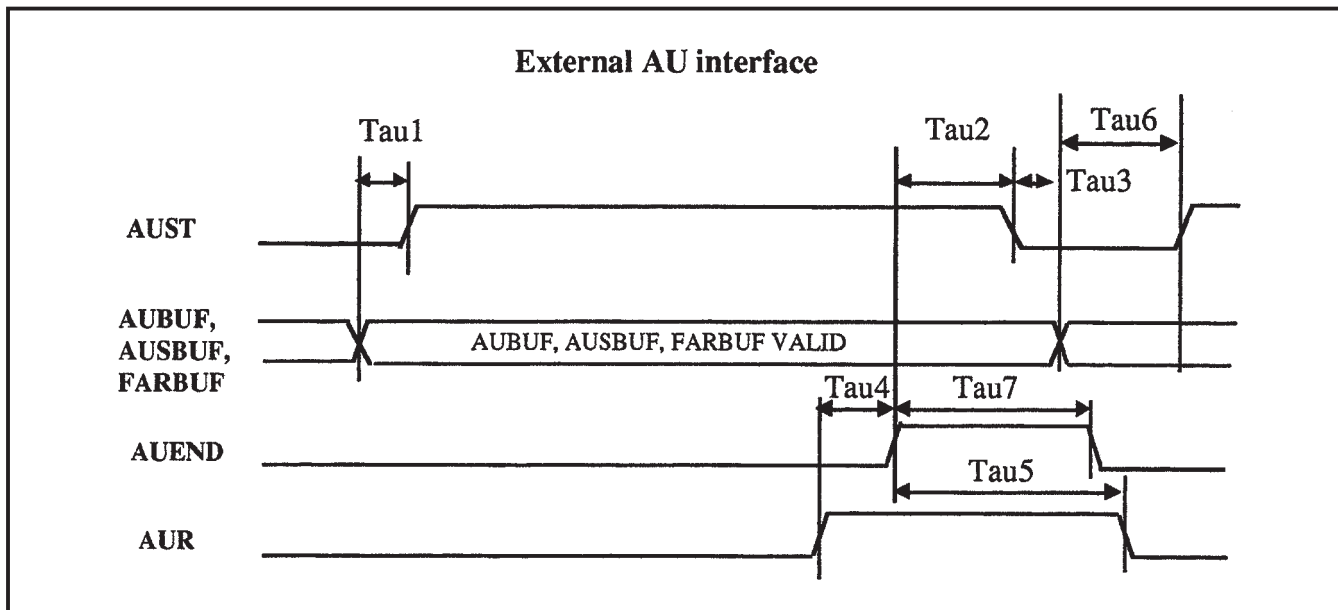 External AU interface
Tau1
Tau2
Tau6
Tau3
AUST
AUBUF,
AUSBUF,
FARBUF
AUBUF, AUSBUF, FARBUF VALID
Tau4
Tau7
AUEND
Tau5
AUR